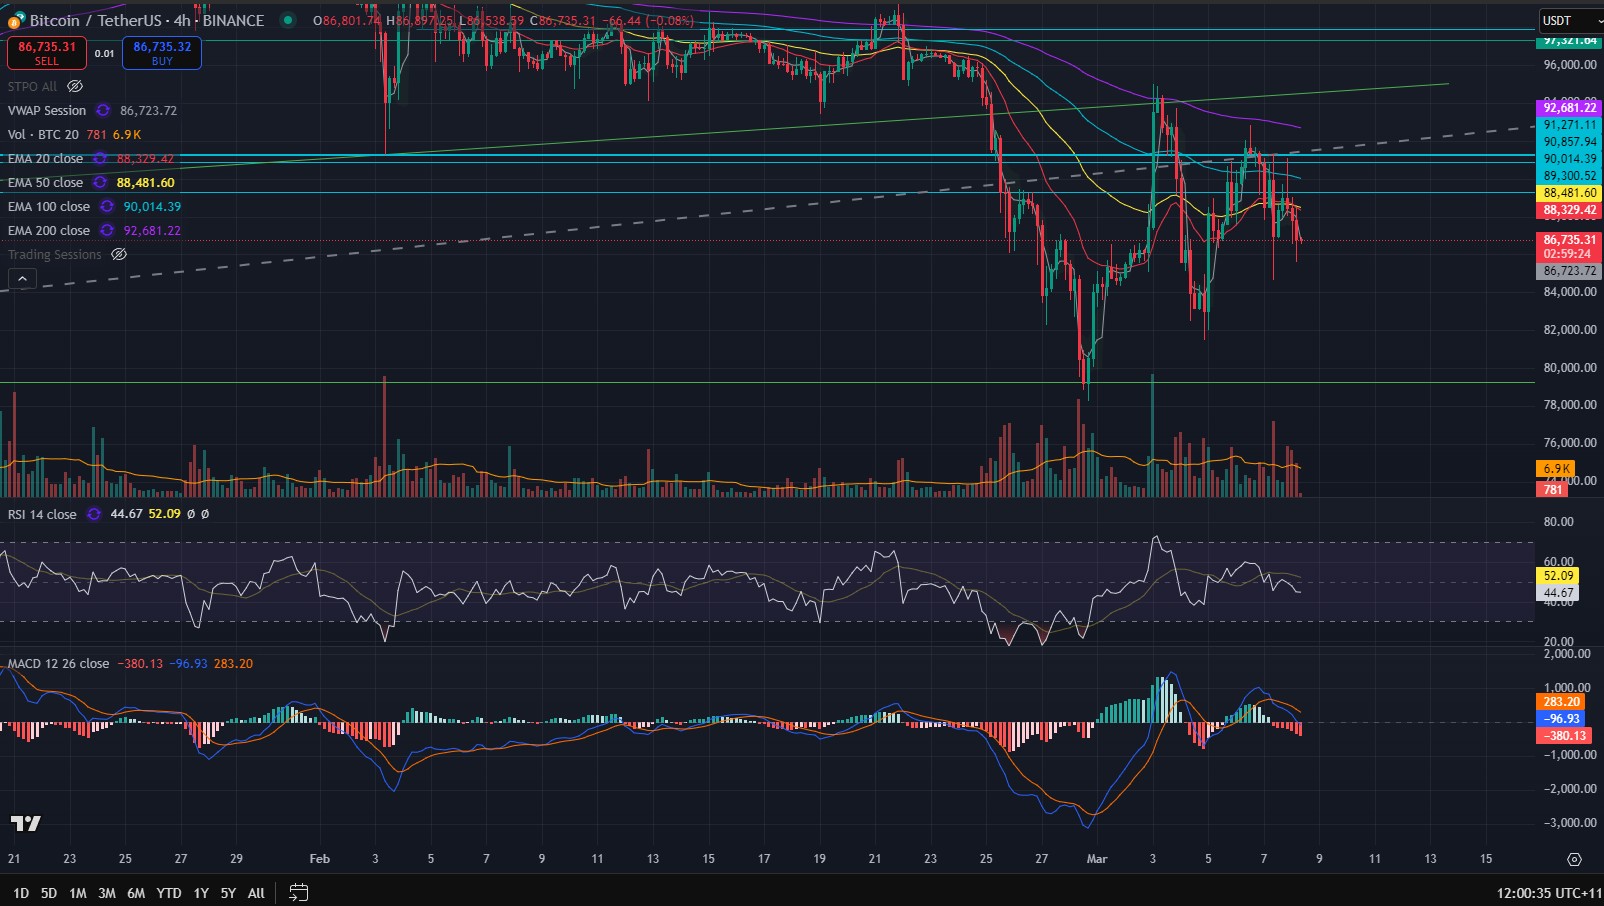 Bitcoin / TetherUS · 4h · BINANCE O86,801.74 H86,897.25 L86,538.59 C86,735.31 −66.44 (−0.08%)
86,735.31 SELL 0.01 86,735.32 BUY
STPO All
VWAP Session 86,723.72
Vol · BTC 20 781 6.9K
EMA 20 close 88,329.42
EMA 50 close 88,481.60
EMA 100 close 90,014.39
EMA 200 close 92,681.22
Trading Sessions
USDT
97,321.64
96,000.00
92,681.22
91,271.11
90,857.94
90,014.39
89,300.52
88,481.60
88,329.42
86,735.31
02:59:24
86,723.72
84,000.00
82,000.00
80,000.00
78,000.00
76,000.00
6.9K
781
RSI 14 close 44.67 52.09 Ø Ø
80.00
60.00
52.09
44.67
40.00
20.00
MACD 12 26 close −380.13 −96.93 283.20
2,000.00
1,000.00
283.20
−96.93
−380.13
−1,000.00
−2,000.00
−3,000.00
21 23 25 27 29 Feb 3 5 7 9 11 13 15 17 19 21 23 25 27 Mar 3 5 7 9 11 13 15
1D 5D 1M 3M 6M YTD 1Y 5Y All 12:00:35 UTC+11